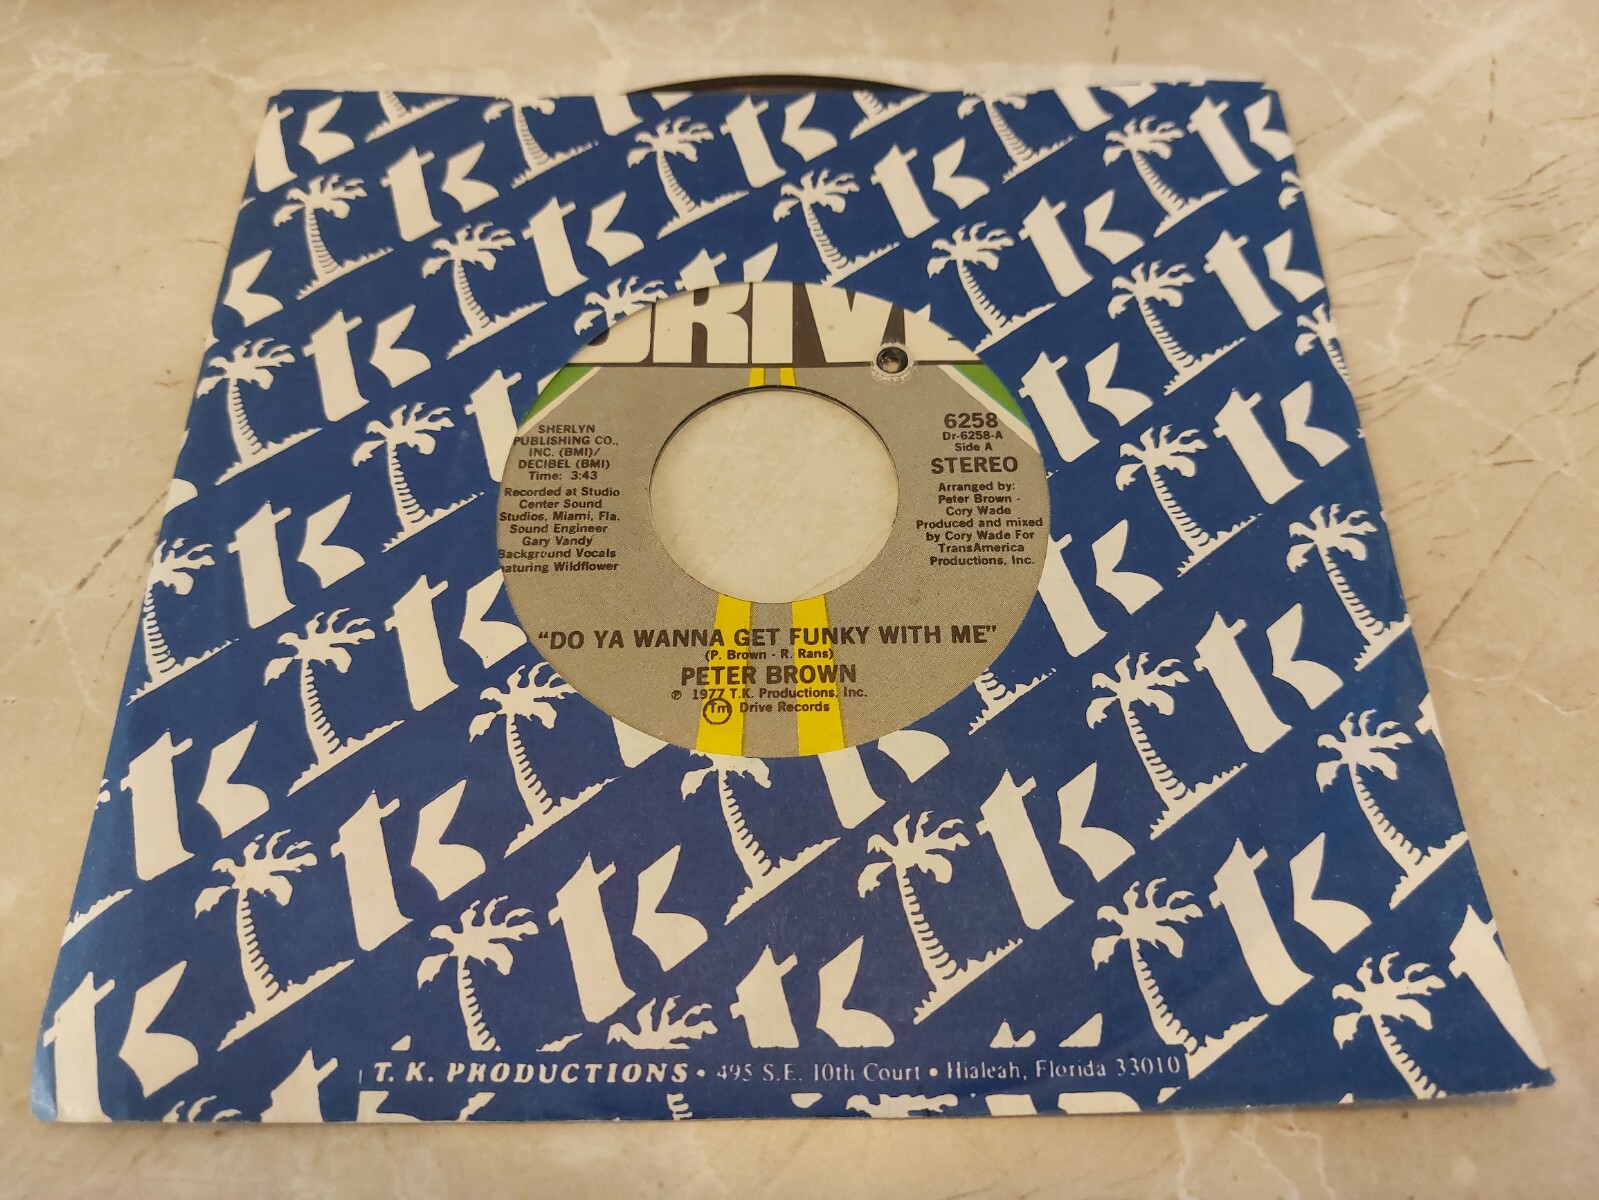 DRIVE
SHERLYN
PUBLISHING CO.,
INC. (BMI)/
DECIBEL (BMI)
Time: 3:43
Recorded at Studio
Center Sound
Studios, Miami, Fla.
Sound Engineer
Gary Vandy
Background Vocals
aturing Wildflower
6258
Dr-6258-A
Side A
STEREO
Arranged by:
Peter Brown -
Cory Wade
Produced and mixed
by Cory Wade For
TransAmerica
Productions, Inc.
"DO YA WANNA GET FUNKY WITH ME"
(P. Brown - R. Rans)
PETER BROWN
℗ 1977 T.K. Productions, Inc.
Tm Drive Records
T. K. PRODUCTIONS • 495 S.E. 10th Court • Hialeah, Florida 33010